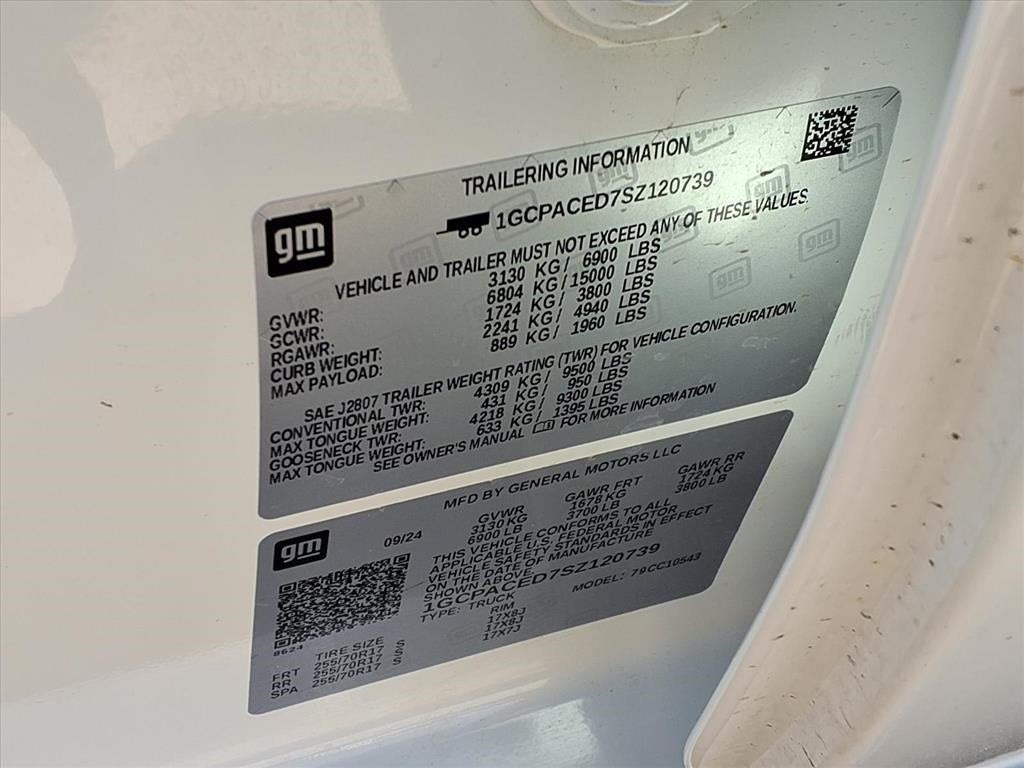 gm
TRAILERING INFORMATION
1GCPACED7SZ120739
VEHICLE AND TRAILER MUST NOT EXCEED ANY OF THESE VALUES
GVWR: 3130 KG / 6900 LBS
GCWR: 6804 KG / 15000 LBS
RGAWR: 1724 KG / 3800 LBS
CURB WEIGHT: 2241 KG / 4940 LBS
MAX PAYLOAD: 889 KG / 1960 LBS
SAE J2807 TRAILER WEIGHT RATING (TWR) FOR VEHICLE CONFIGURATION.
CONVENTIONAL TWR: 4309 KG / 9500 LBS
MAX TONGUE WEIGHT: 431 KG / 950 LBS
GOOSENECK TWR: 4218 KG / 9300 LBS
MAX TONGUE WEIGHT: 633 KG / 1395 LBS
SEE OWNER'S MANUAL FOR MORE INFORMATION
gm
09/24
MFD BY GENERAL MOTORS LLC
GVWR GAWR FRT GAWR RR
3130 KG 1678 KG 1724 KG
6900 LB 3700 LB 3800 LB
THIS VEHICLE CONFORMS TO ALL
APPLICABLE U.S. FEDERAL MOTOR
VEHICLE SAFETY STANDARDS IN EFFECT
ON THE DATE OF MANUFACTURE
SHOWN ABOVE.
1GCPACED7SZ120739
TYPE: TRUCK MODEL: 79CC10543
8624
TIRE SIZE RIM
FRT 255/70R17 S 17X8J
RR 255/70R17 S 17X8J
SPA 255/70R17 S 17X7J